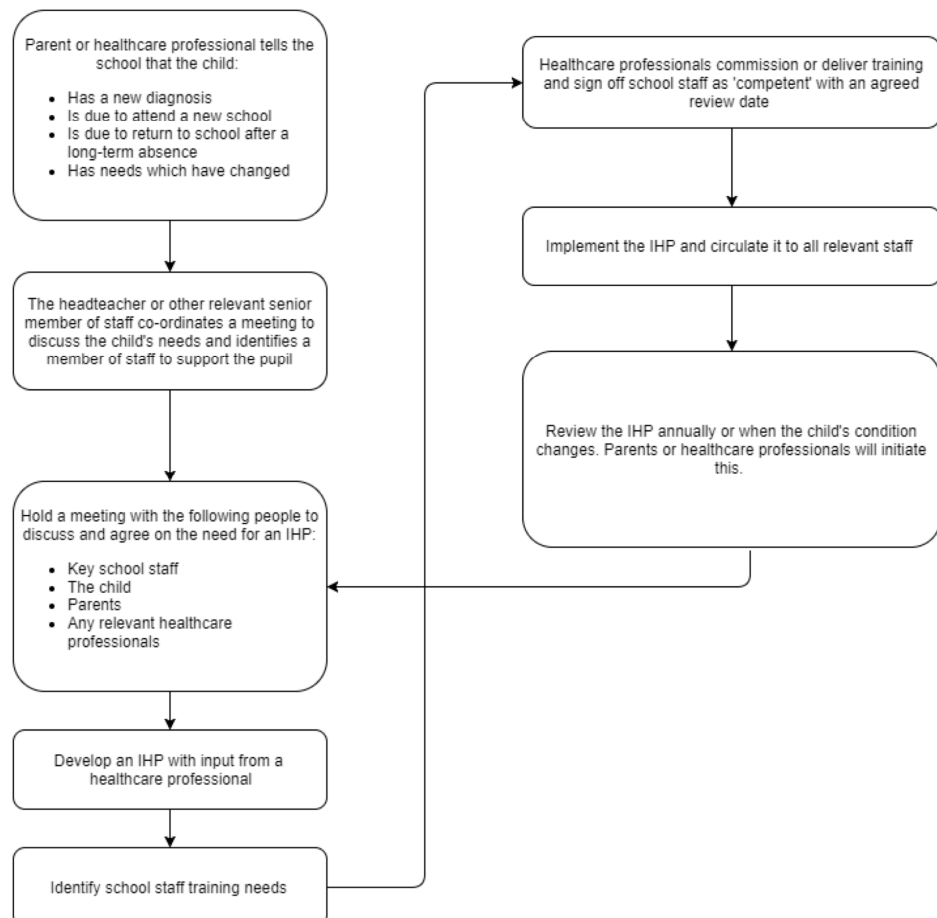 Parent or healthcare professional tells the
school that the child:
• Has a new diagnosis
• Is due to attend a new school
• Is due to return to school after a
long-term absence
• Has needs which have changed
The headteacher or other relevant senior
member of staff co-ordinates a meeting to
discuss the child's needs and identifies a
member of staff to support the pupil
Hold a meeting with the following people to
discuss and agree on the need for an IHP:
• Key school staff
• The child
• Parents
• Any relevant healthcare
professionals
Develop an IHP with input from a
healthcare professional
Identify school staff training needs
Healthcare professionals commission or deliver training
and sign off school staff as 'competent' with an agreed
review date
Implement the IHP and circulate it to all relevant staff
Review the IHP annually or when the child's condition
changes. Parents or healthcare professionals will initiate
this.